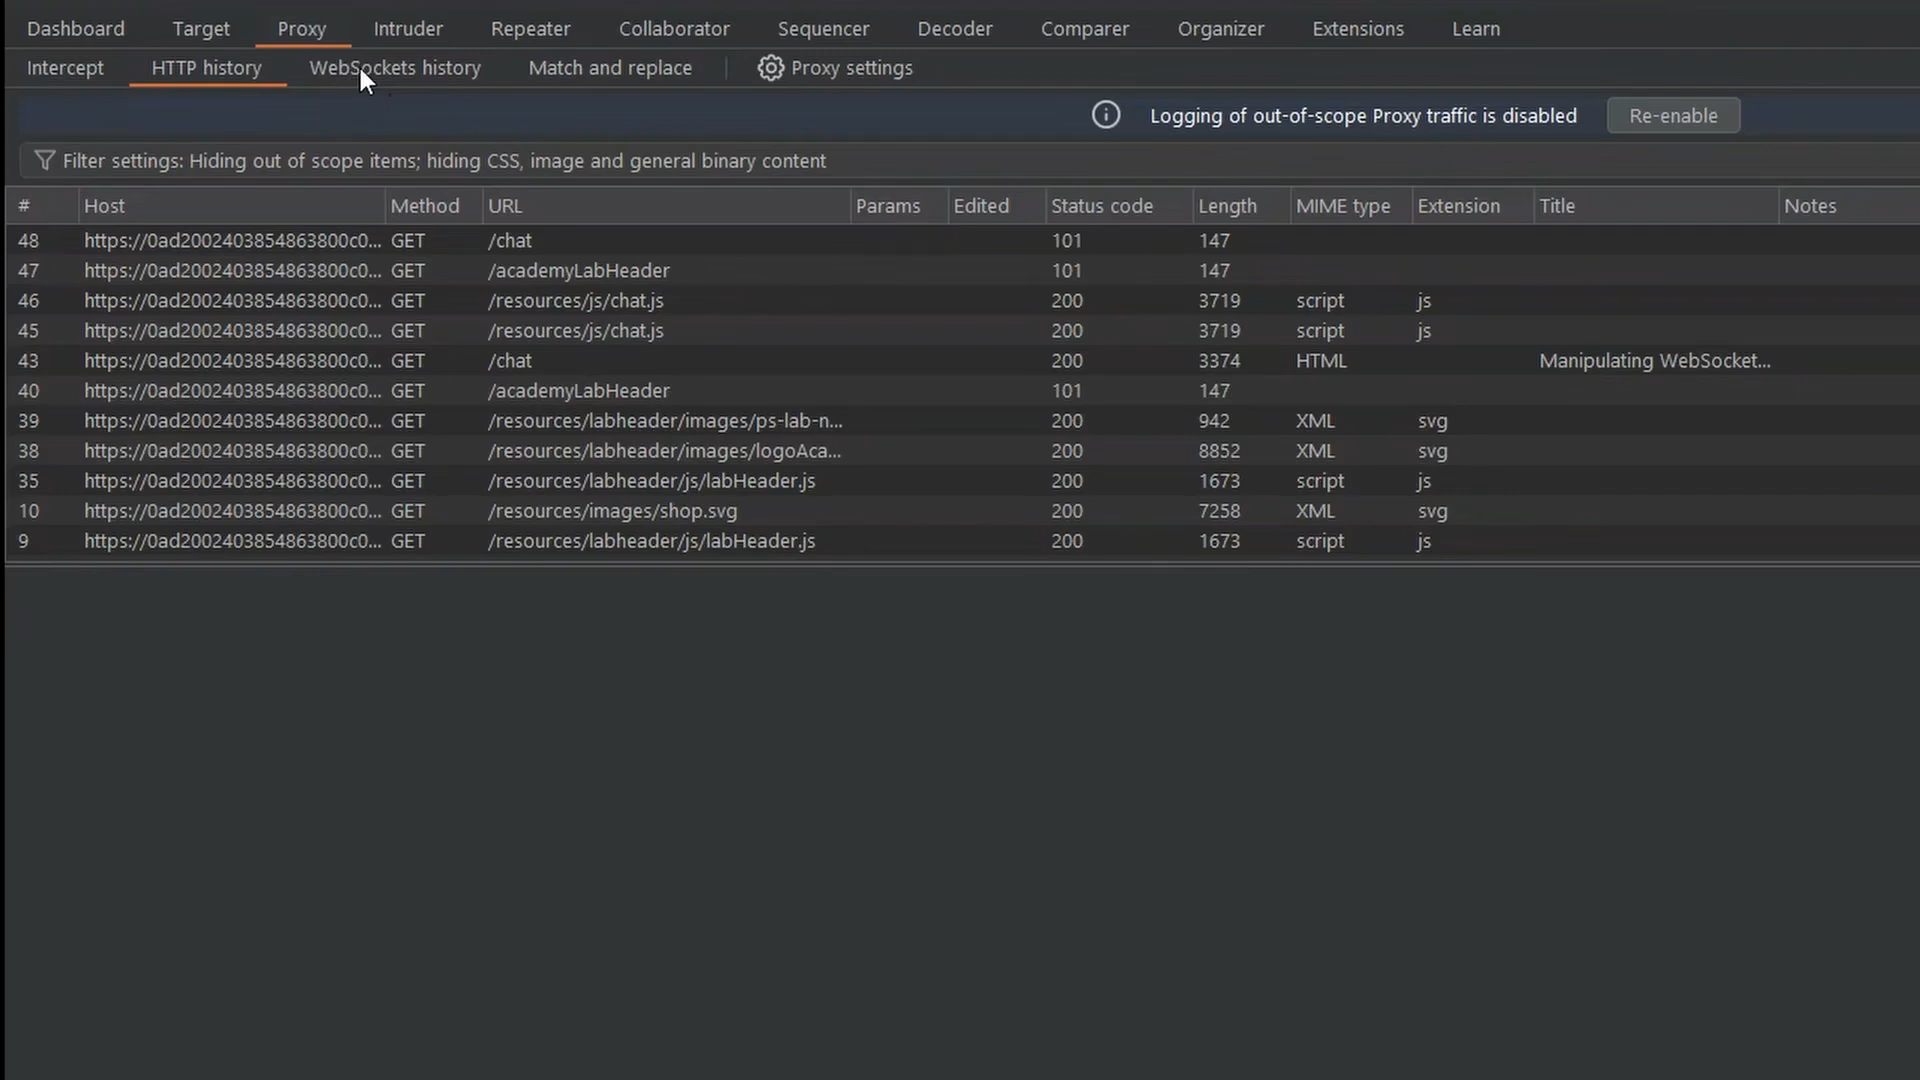 Dashboard Target Proxy Intruder Repeater Collaborator Sequencer Decoder Comparer Organizer Extensions Learn
Intercept HTTP history WebSockets history Match and replace Proxy settings
Logging of out-of-scope Proxy traffic is disabled Re-enable
Filter settings: Hiding out of scope items; hiding CSS, image and general binary content
# Host Method URL Params Edited Status code Length MIME type Extension Title Notes
48 https://0ad2002403854863800c0... GET /chat 101 147
47 https://0ad2002403854863800c0... GET /academyLabHeader 101 147
46 https://0ad2002403854863800c0... GET /resources/js/chat.js 200 3719 script js
45 https://0ad2002403854863800c0... GET /resources/js/chat.js 200 3719 script js
43 https://0ad2002403854863800c0... GET /chat 200 3374 HTML Manipulating WebSocket...
40 https://0ad2002403854863800c0... GET /academyLabHeader 101 147
39 https://0ad2002403854863800c0... GET /resources/labheader/images/ps-lab-n... 200 942 XML svg
38 https://0ad2002403854863800c0... GET /resources/labheader/images/logoAca... 200 8852 XML svg
35 https://0ad2002403854863800c0... GET /resources/labheader/js/labHeader.js 200 1673 script js
10 https://0ad2002403854863800c0... GET /resources/images/shop.svg 200 7258 XML svg
9 https://0ad2002403854863800c0... GET /resources/labheader/js/labHeader.js 200 1673 script js